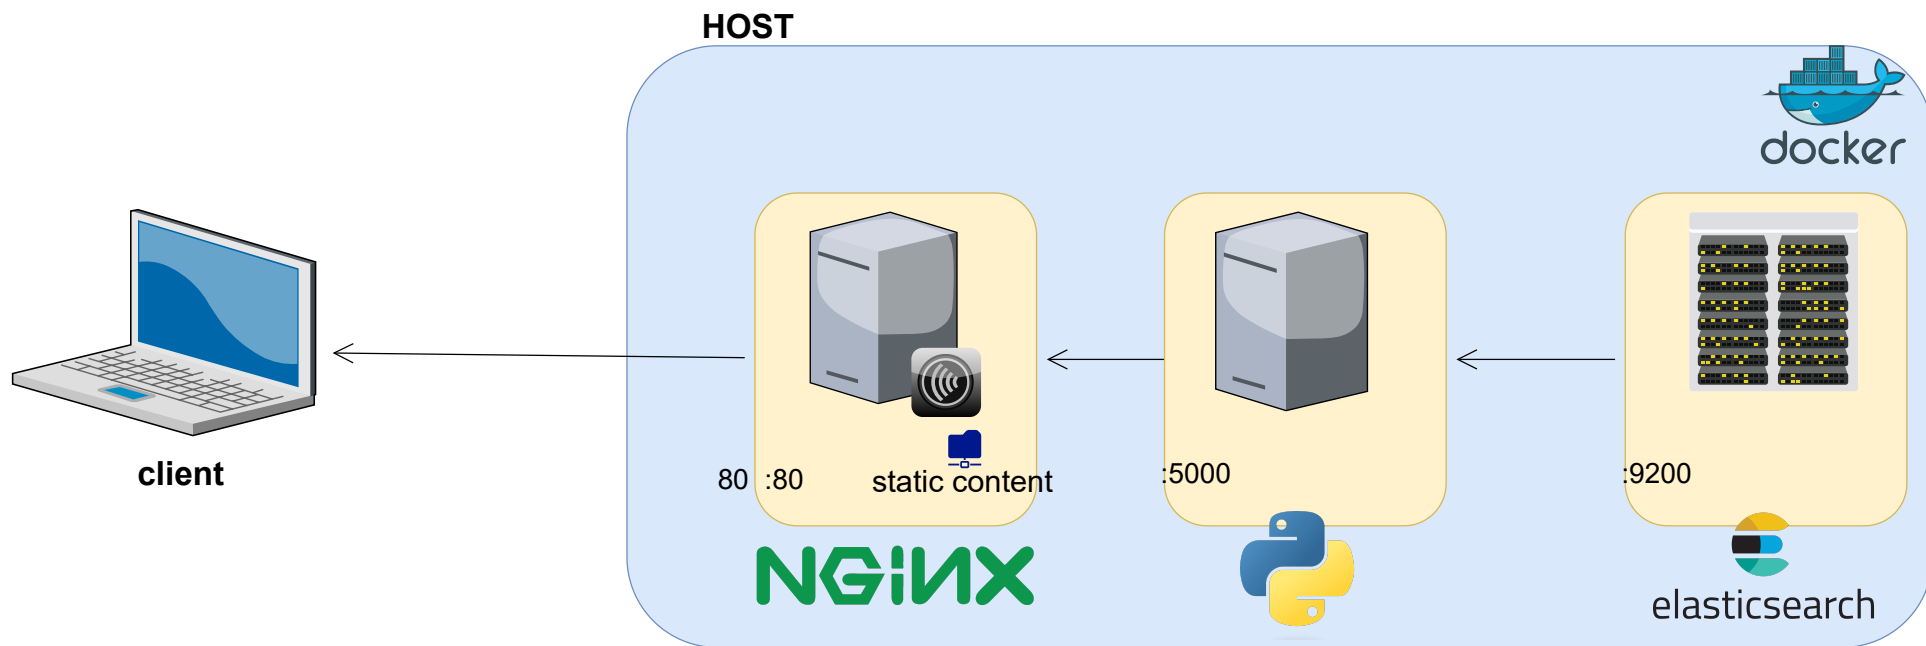 HOST
docker
client
80 :80
static content
:5000
:9200
NGiNX
elasticsearch